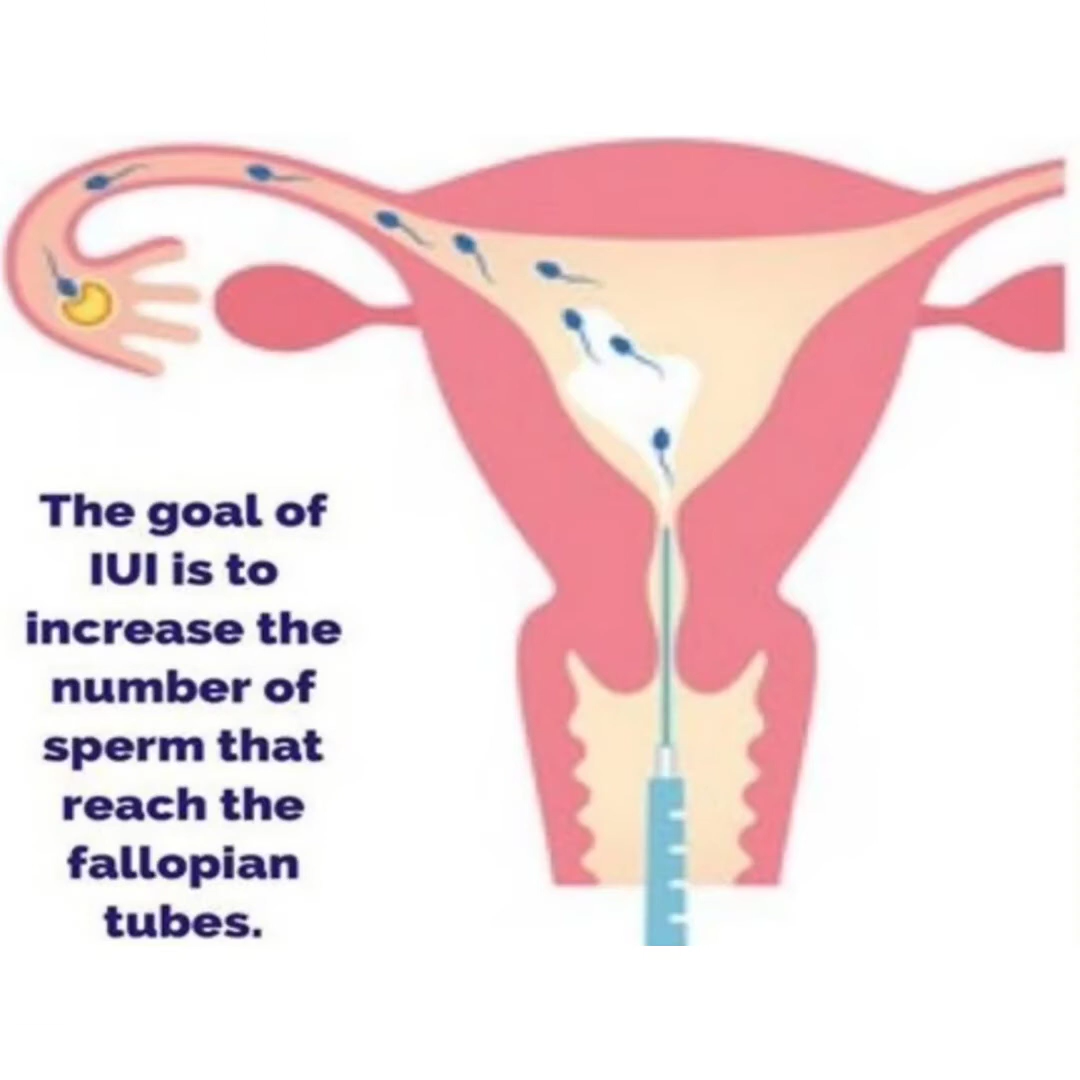 The goal of
IUI is to
increase the
number of
sperm that
reach the
fallopian
tubes.